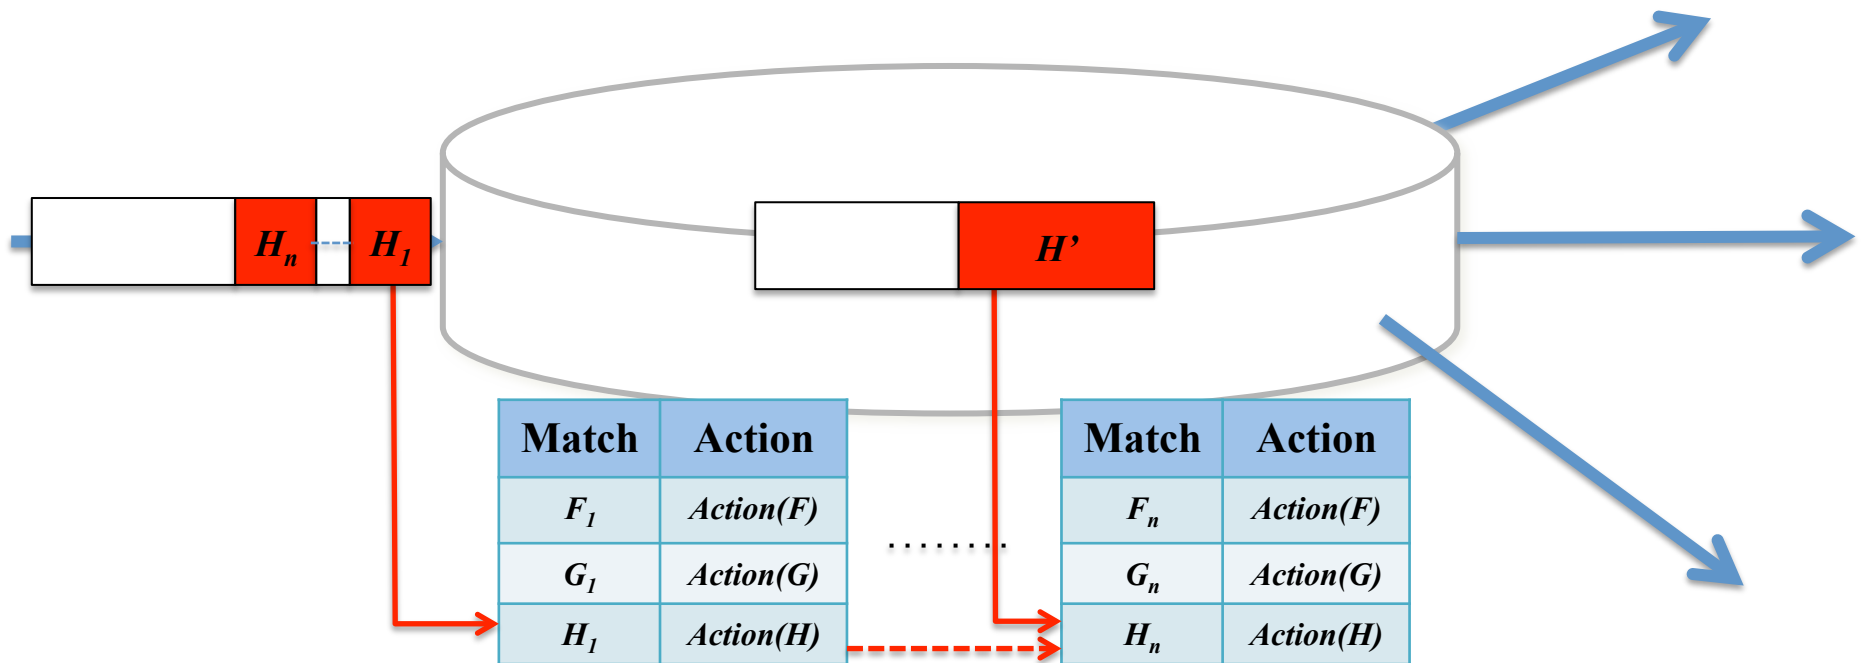 Hn H1
H’
Match Action Match Action
F1 Action(F) Fn Action(F)
........
G1 Action(G) Gn Action(G)
H1 Action(H) Hn Action(H)